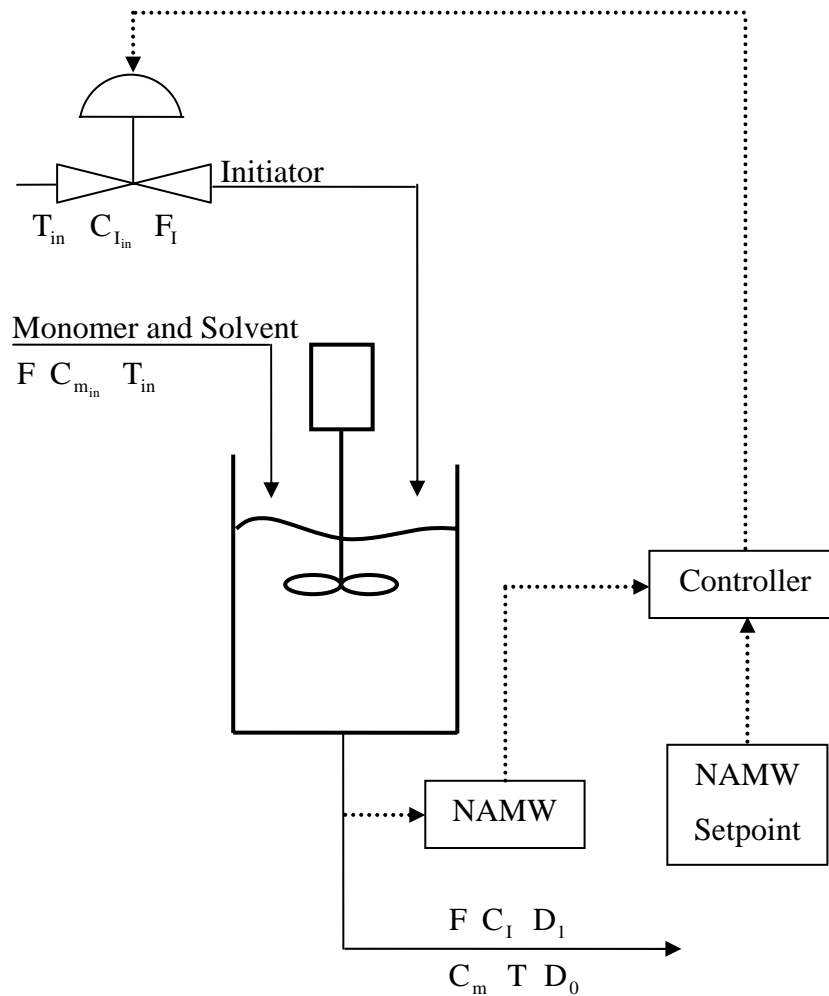 Initiator
T_in C_I_in F_I
Monomer and Solvent
F C_m_in T_in
Controller
NAMW
NAMW
Setpoint
F C_I D_1
C_m T D_0